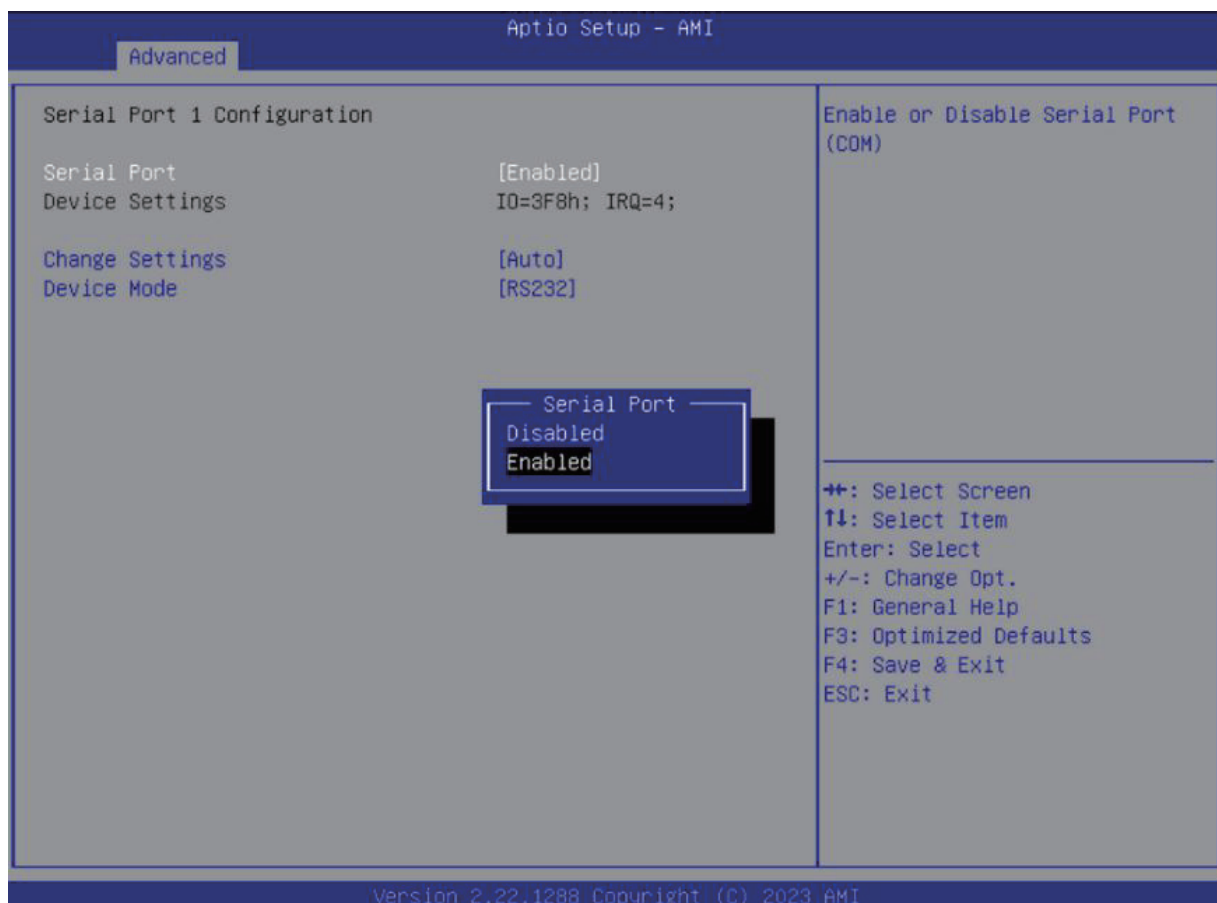 Aptio Setup - AMI
Advanced
Serial Port 1 Configuration
Serial Port [Enabled]
Device Settings IO=3F8h; IRQ=4;
Change Settings [Auto]
Device Mode [RS232]
Serial Port
Disabled
Enabled
Enable or Disable Serial Port
(COM)
→←: Select Screen
↑↓: Select Item
Enter: Select
+/-: Change Opt.
F1: General Help
F3: Optimized Defaults
F4: Save & Exit
ESC: Exit
Version 2.22.1288 Copyright (C) 2023 AMI